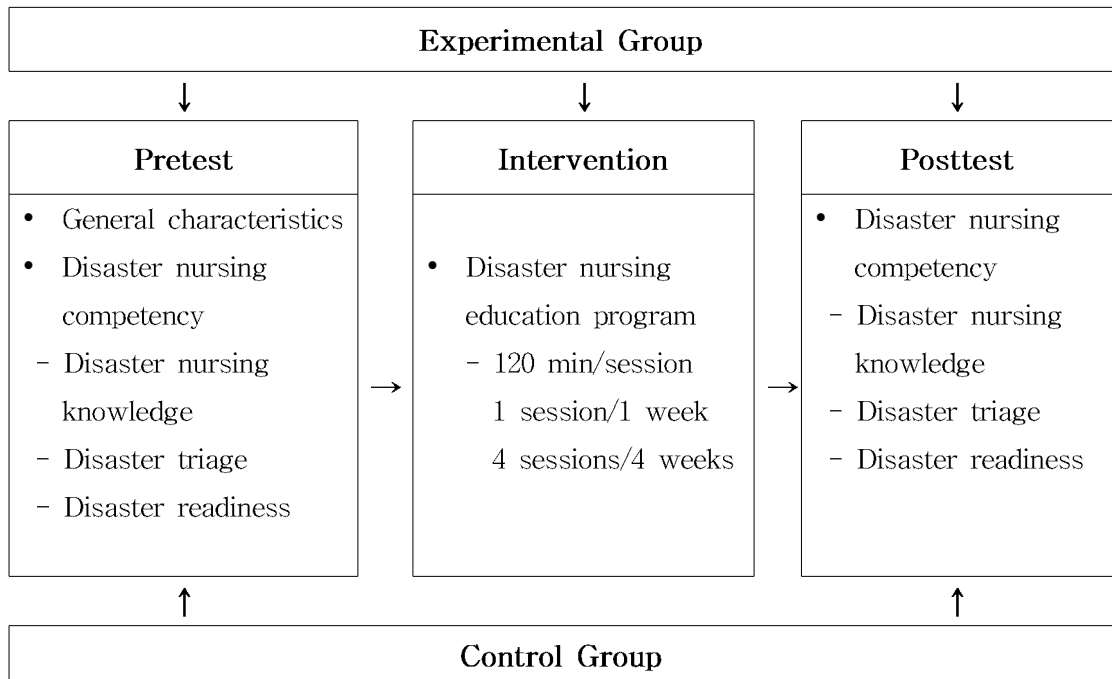 Experimental Group
↓ ↓ ↓
Pretest
• General characteristics
• Disaster nursing
competency
- Disaster nursing
knowledge
- Disaster triage
- Disaster readiness
→
Intervention
• Disaster nursing
education program
- 120 min/session
1 session/1 week
4 sessions/4 weeks
→
Posttest
• Disaster nursing
competency
- Disaster nursing
knowledge
- Disaster triage
- Disaster readiness
↑ ↑
Control Group